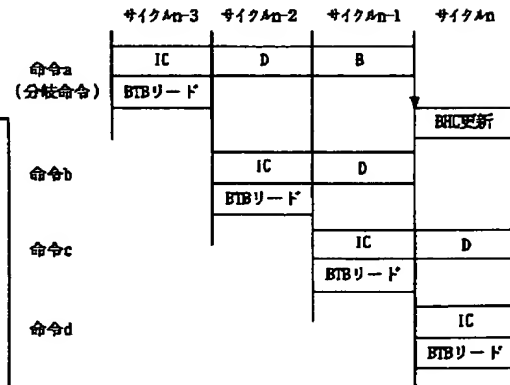 サイクルn-3 サイクルn-2 サイクルn-1 サイクルn
命令a
(分岐命令)
IC D B
BTBリード
BHC更新
命令b
IC D
BTBリード
命令c
IC D
BTBリード
命令d
IC
BTBリード